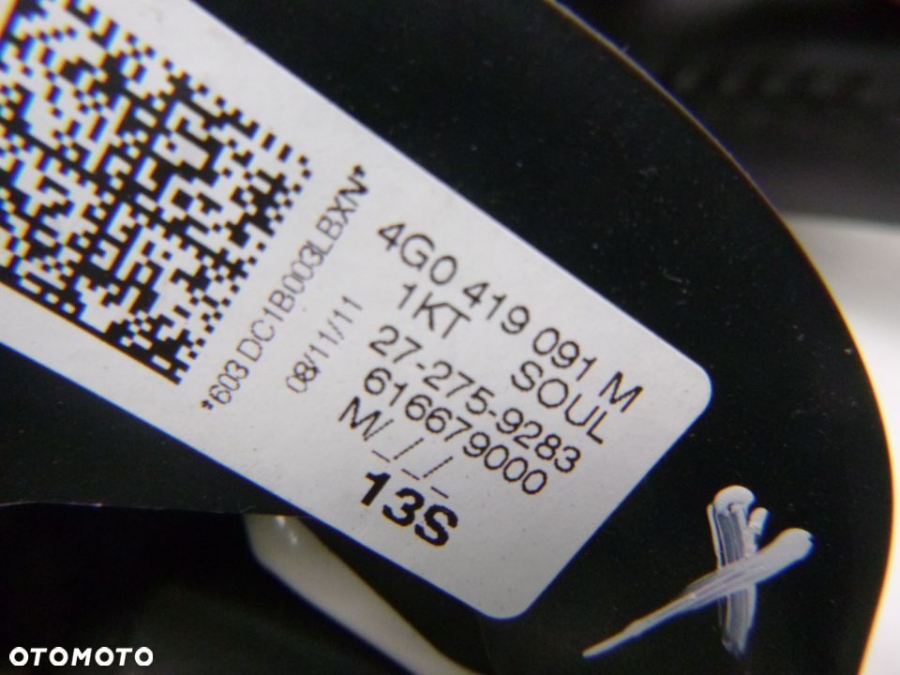 *603 DC1B003LBXN*
08/11/11
4G0 419 091 M
1KT SOUL
27-275-9283
616679000
M/_/_/_
13S
OTOMOTO